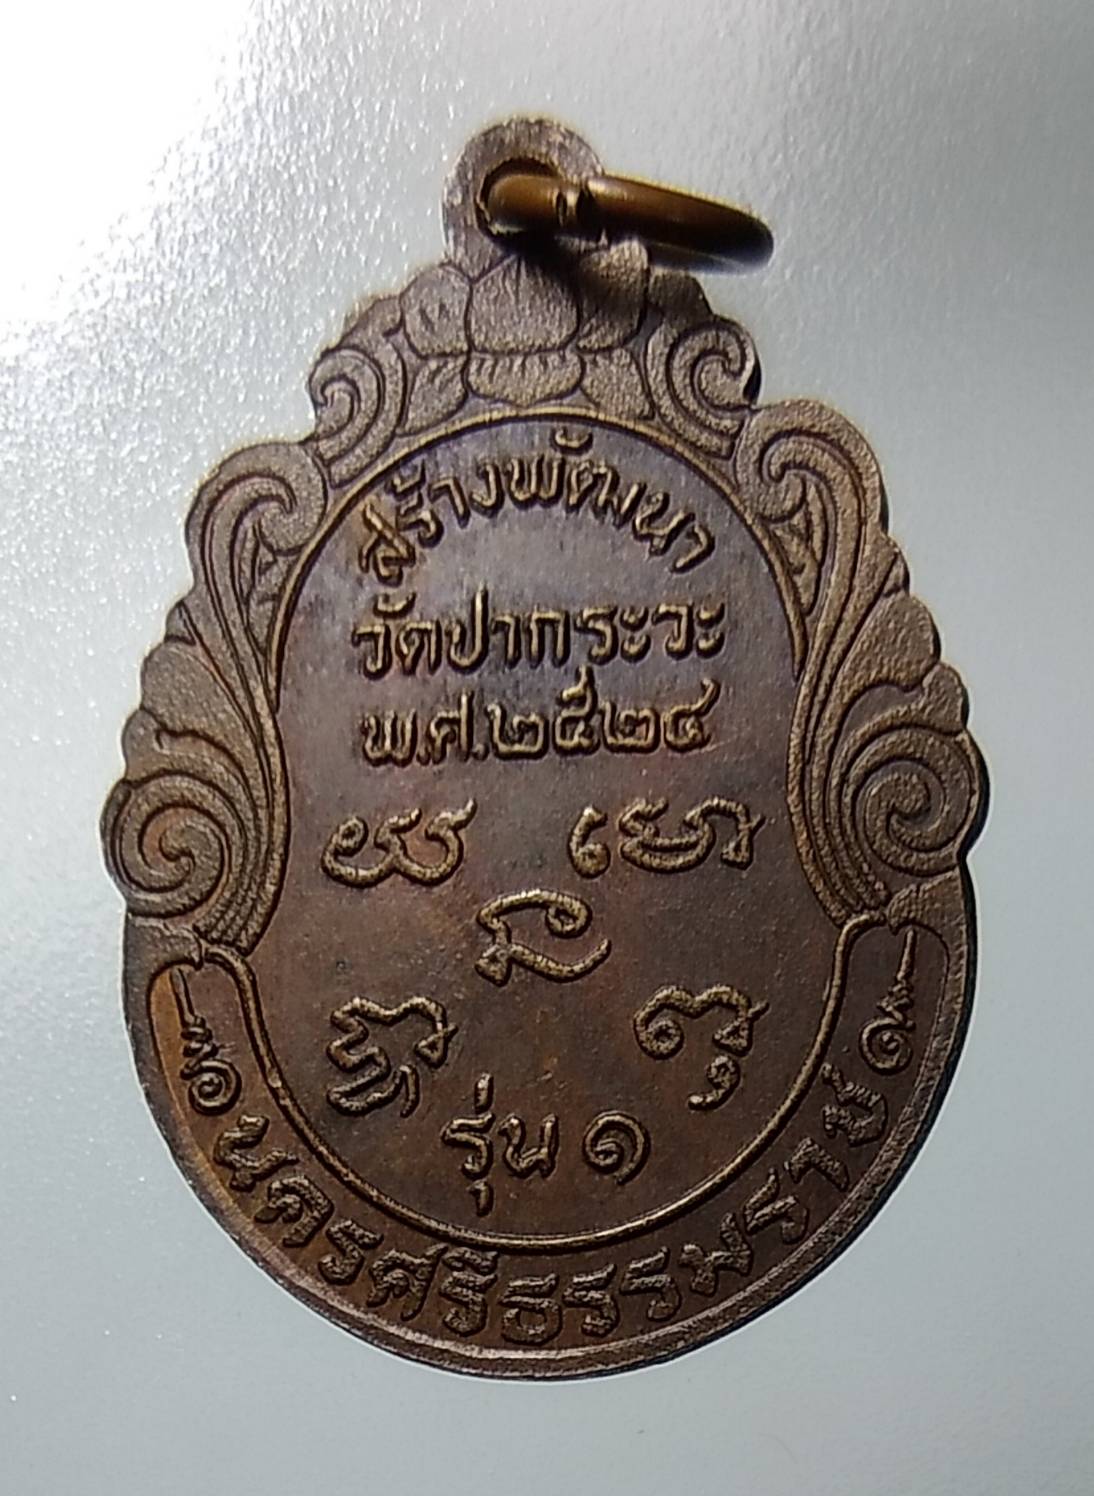 สร้างพัฒนา
วัดปากระวะ
พ.ศ.๒๕๒๔
รุ่น ๑
นครศรีธรรมราช